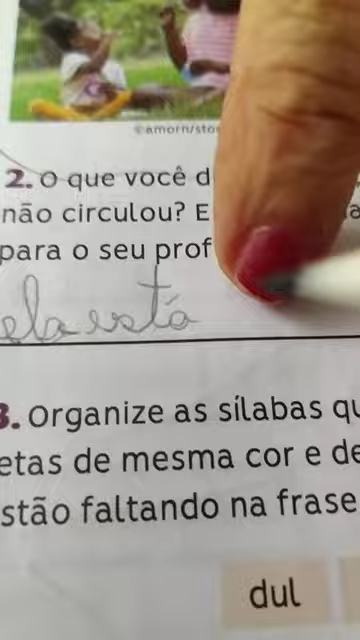 ©amorn/sto
2. O que você d
não circulou? E
para o seu prof
ela está
3. Organize as sílabas qu
etas de mesma cor e de
stão faltando na frase
dul